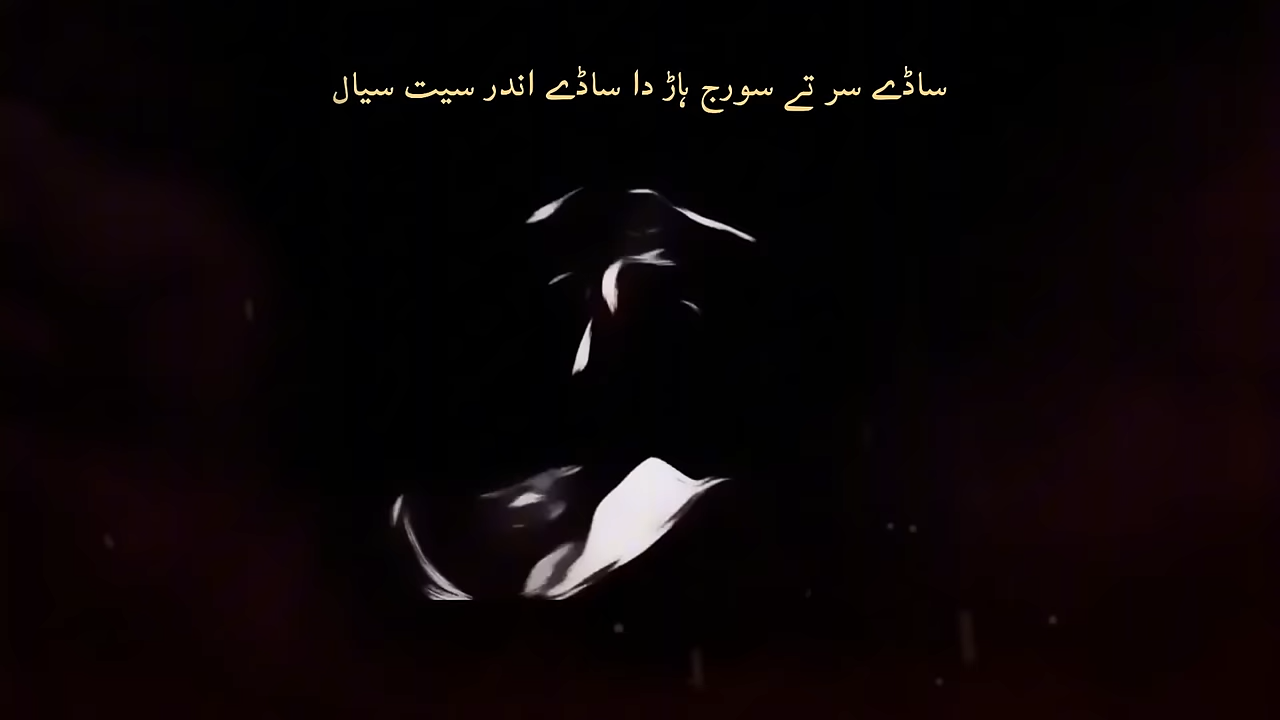 ساڈے سر تے سورج ہاڑ دا ساڈے اندر سیت سیال